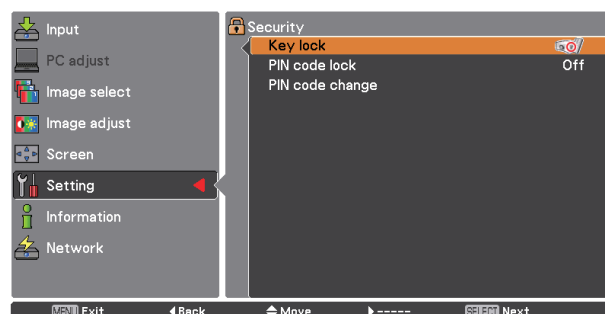 Input
PC adjust
Image select
Image adjust
Screen
Setting
Information
Network
Security
Key lock
PIN code lock Off
PIN code change
MENU Exit Back Move ----- SELECT Next